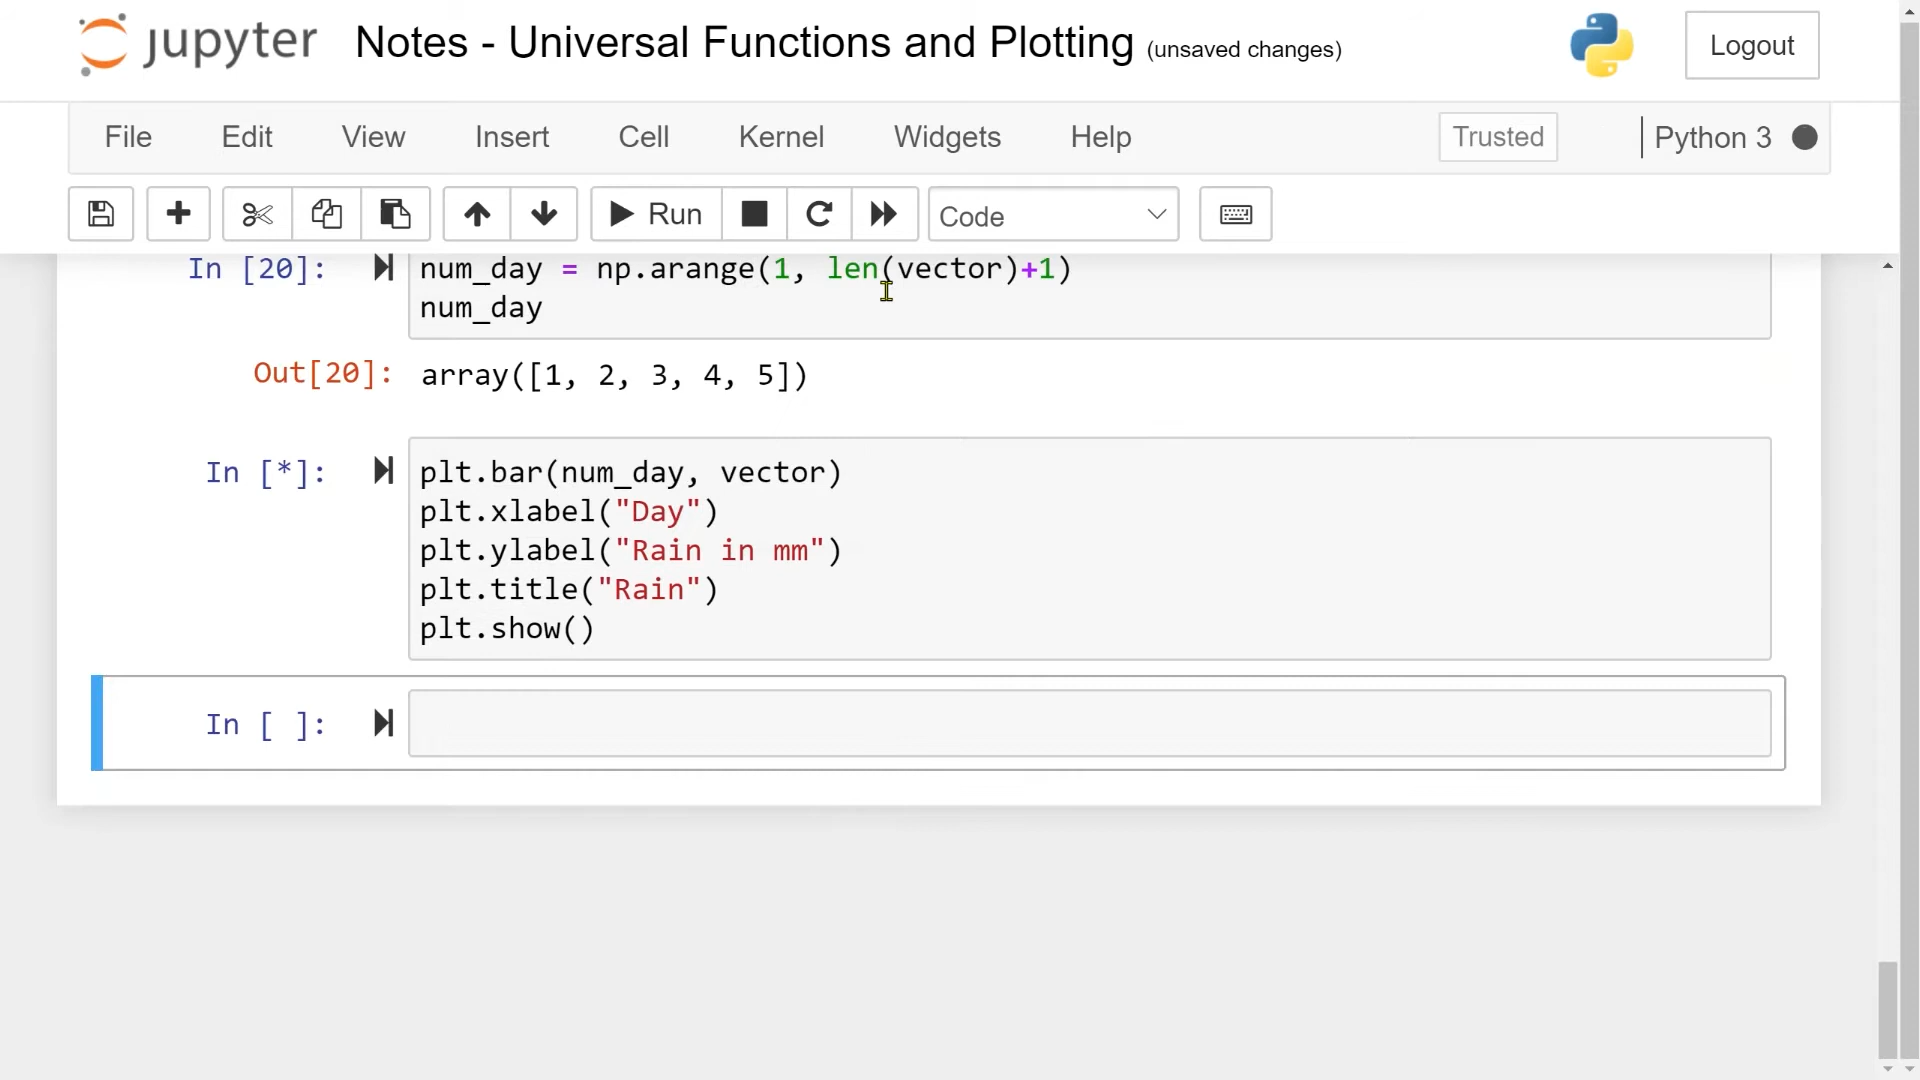 jupyter Notes - Universal Functions and Plotting (unsaved changes) Logout
File Edit View Insert Cell Kernel Widgets Help Trusted Python 3
Run Code
In [20]: num_day = np.arange(1, len(vector)+1)
num_day
Out[20]: array([1, 2, 3, 4, 5])
In [*]: plt.bar(num_day, vector)
plt.xlabel("Day")
plt.ylabel("Rain in mm")
plt.title("Rain")
plt.show()
In [ ]: